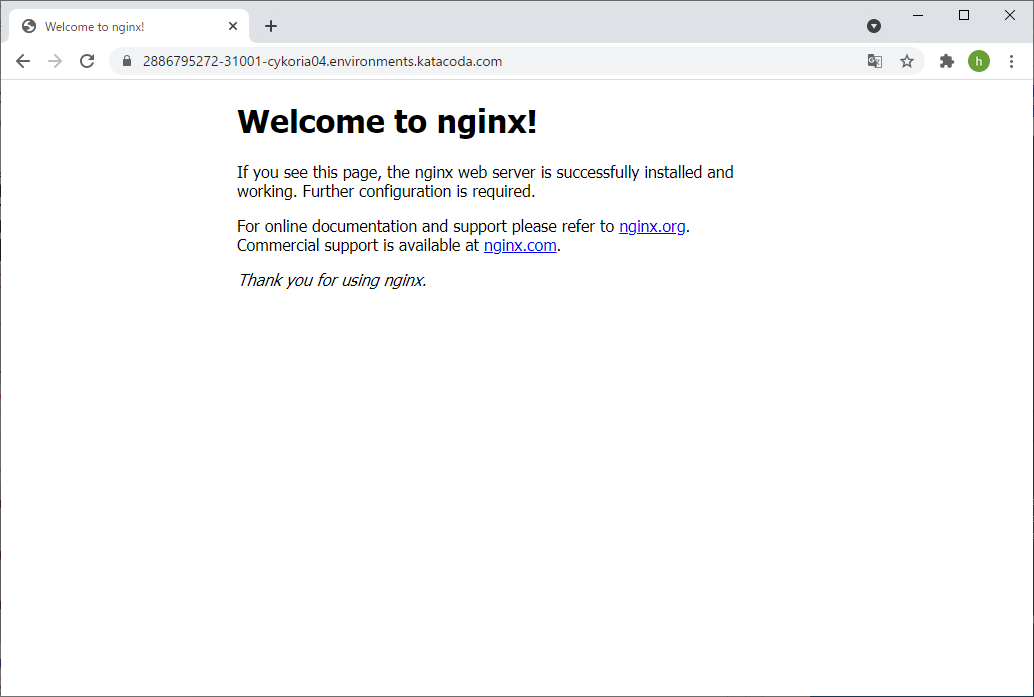 Welcome to nginx!
2886795272-31001-cykoria04.environments.katacoda.com
h
Welcome to nginx!
If you see this page, the nginx web server is successfully installed and
working. Further configuration is required.
For online documentation and support please refer to nginx.org.
Commercial support is available at nginx.com.
Thank you for using nginx.